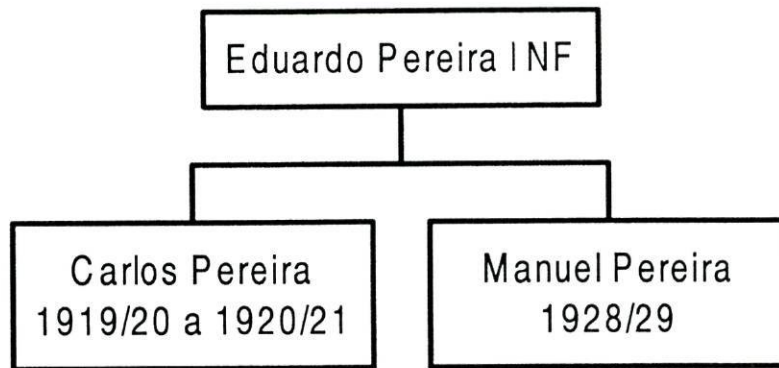 Eduardo Pereira INF
Carlos Pereira
1919/20 a 1920/21
Manuel Pereira
1928/29